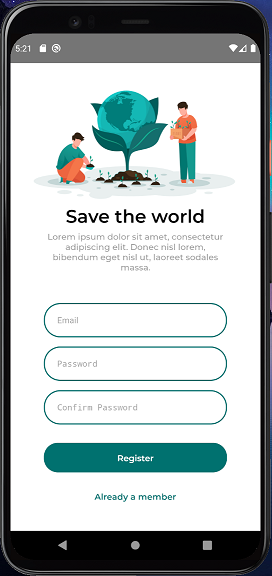 5:21
Save the world
Lorem ipsum dolor sit amet, consectetur
adipiscing elit. Donec nisl lorem,
bibendum eget nisl ut, laoreet sodales
massa.
Email
Password
Confirm Password
Register
Already a member